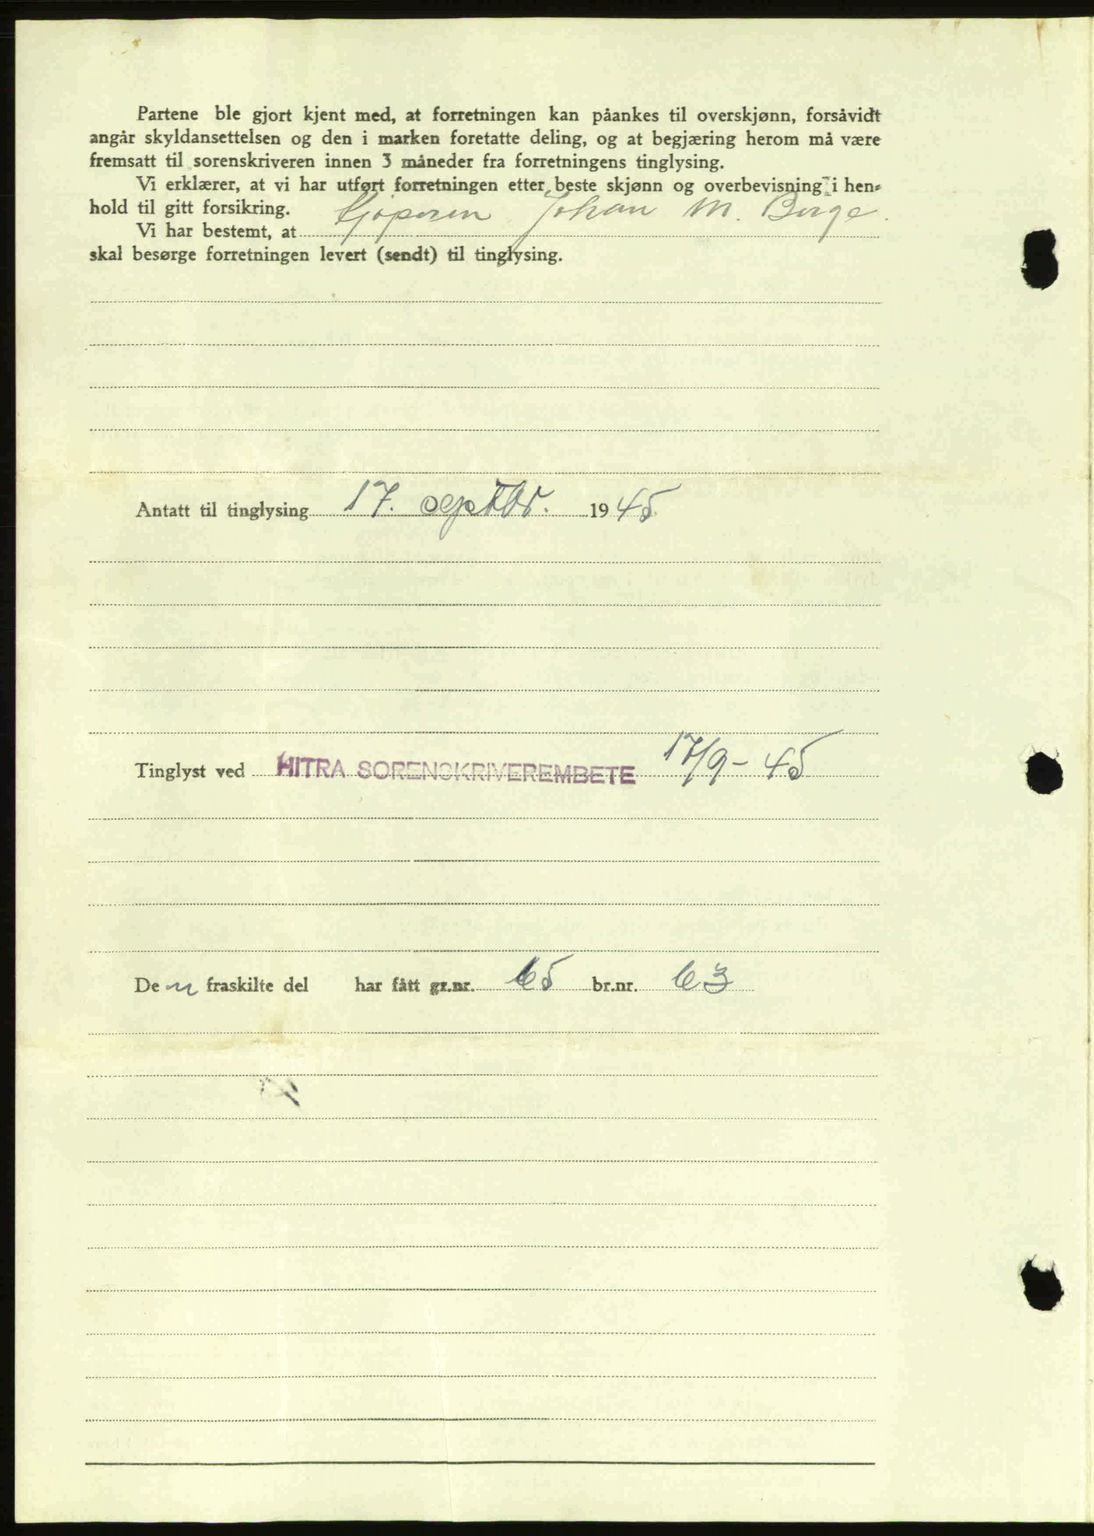 Partene ble gjort kjent med, at forretningen kan påankes til overskjønn, forsåvidt
angår skyldansettelsen og den i marken foretatte deling, og at begjæring herom må være
fremsatt til sorenskriveren innen 3 måneder fra forretningens tinglysing.
Vi erklærer, at vi har utført forretningen etter beste skjønn og overbevisning i hen-
hold til gitt forsikring.
Vi har bestemt, at Kjøperen Johan M. Berge.
skal besørge forretningen levert (sendt) til tinglysing.
Antatt til tinglysing 17. septbr. 1945
Tinglyst ved HITRA SORENSKRIVEREMBETE 17/9-45
Den fraskilte del har fått gr.nr. 65 br.nr. 63